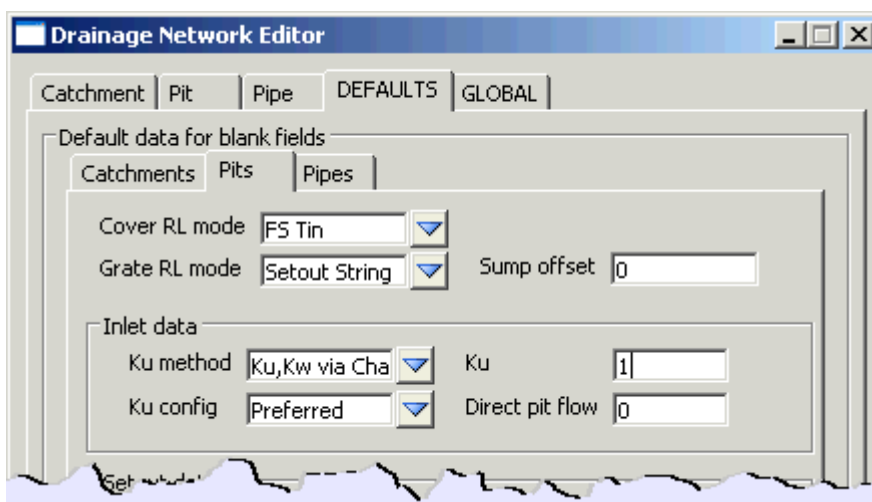 Drainage Network Editor
Catchment Pit Pipe DEFAULTS GLOBAL
Default data for blank fields
Catchments Pits Pipes
Cover RL mode FS Tin
Grate RL mode Setout String Sump offset 0
Inlet data
Ku method Ku,Kw via Cha Ku 1
Ku config Preferred Direct pit flow 0